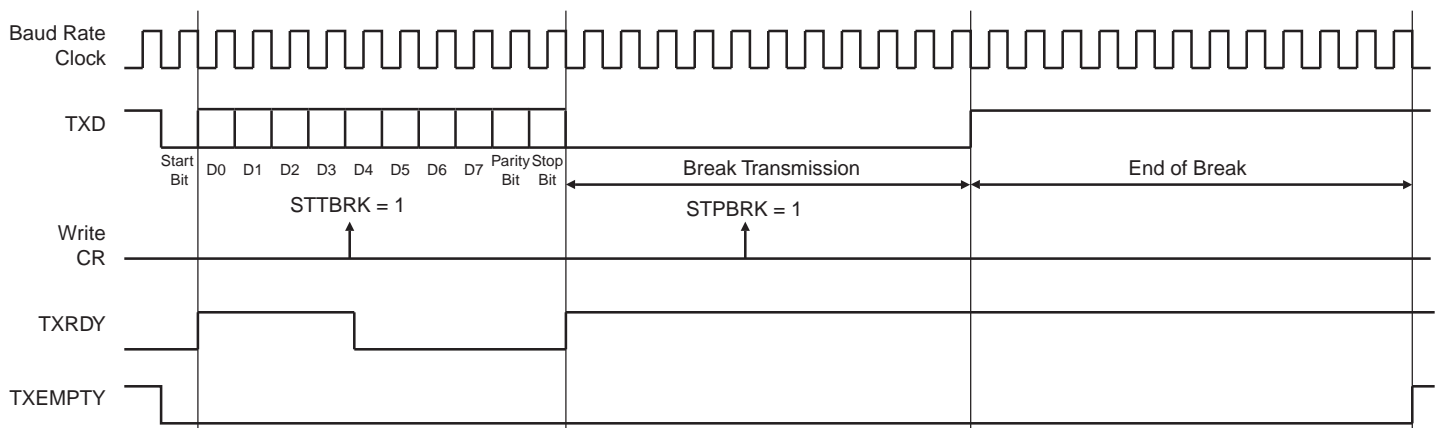 Baud Rate
Clock
TXD
Start
Bit
D0
D1
D2
D3
D4
D5
D6
D7
Parity
Bit
Stop
Bit
Break Transmission
End of Break
STTBRK = 1
STPBRK = 1
Write
CR
TXRDY
TXEMPTY